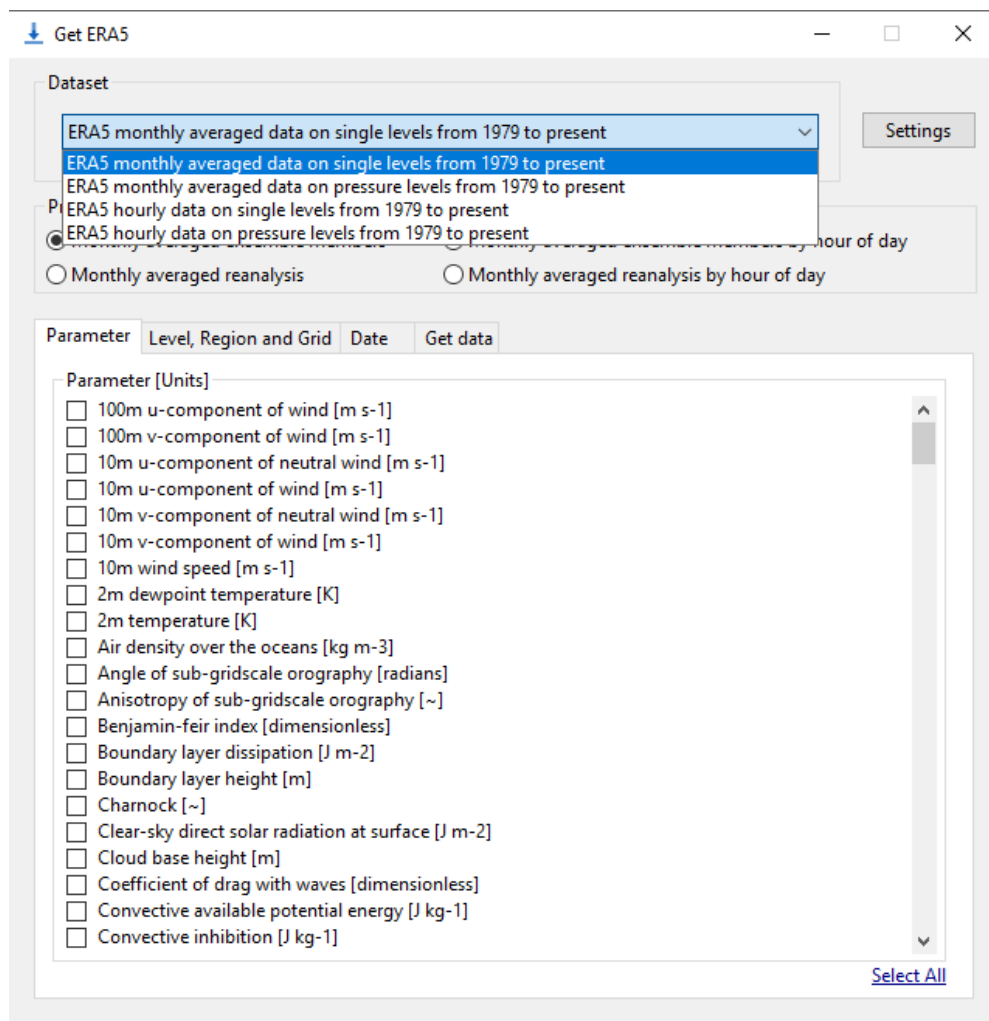 Get ERA5
Dataset
ERA5 monthly averaged data on single levels from 1979 to present
Settings
ERA5 monthly averaged data on single levels from 1979 to present
ERA5 monthly averaged data on pressure levels from 1979 to present
ERA5 hourly data on single levels from 1979 to present
ERA5 hourly data on pressure levels from 1979 to present
Monthly averaged ensemble members Monthly averaged ensemble members by hour of day
Monthly averaged reanalysis Monthly averaged reanalysis by hour of day
Parameter Level, Region and Grid Date Get data
Parameter [Units]
100m u-component of wind [m s-1]
100m v-component of wind [m s-1]
10m u-component of neutral wind [m s-1]
10m u-component of wind [m s-1]
10m v-component of neutral wind [m s-1]
10m v-component of wind [m s-1]
10m wind speed [m s-1]
2m dewpoint temperature [K]
2m temperature [K]
Air density over the oceans [kg m-3]
Angle of sub-gridscale orography [radians]
Anisotropy of sub-gridscale orography [~]
Benjamin-feir index [dimensionless]
Boundary layer dissipation [J m-2]
Boundary layer height [m]
Charnock [~]
Clear-sky direct solar radiation at surface [J m-2]
Cloud base height [m]
Coefficient of drag with waves [dimensionless]
Convective available potential energy [J kg-1]
Convective inhibition [J kg-1]
Select All